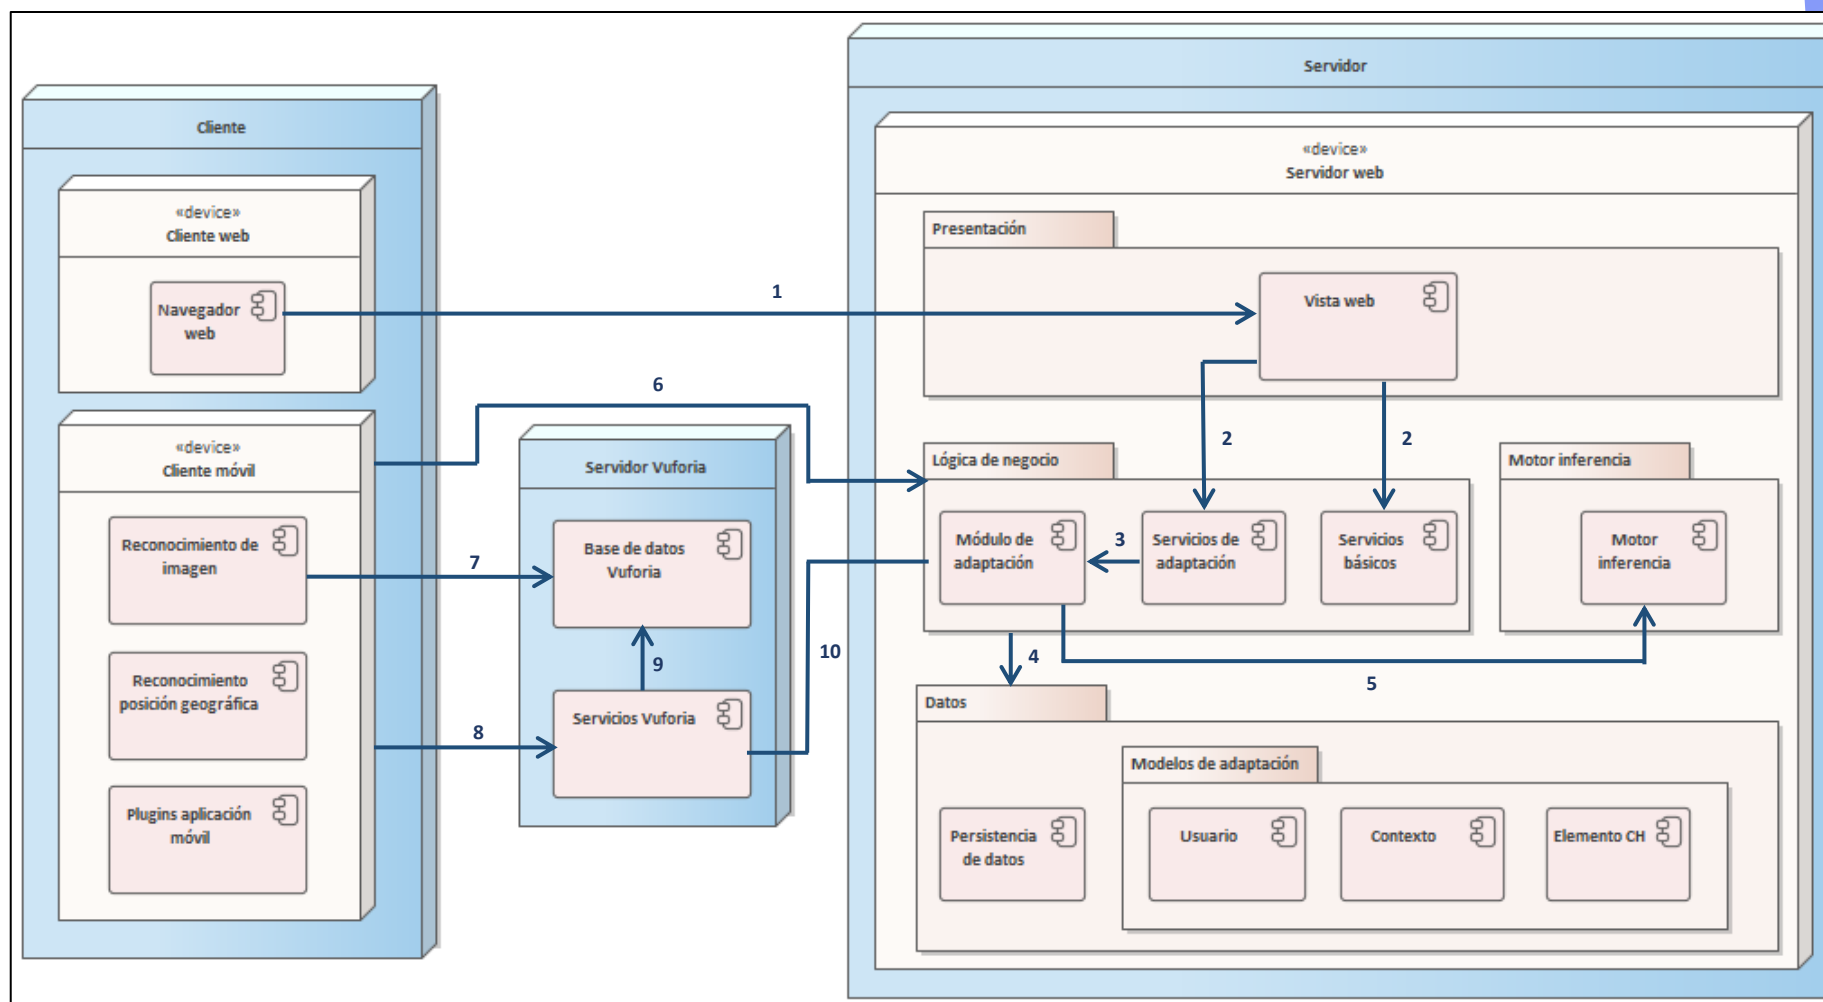 Servidor
Cliente
«device»
Servidor web
«device»
Cliente web
Presentación
Navegador
web
1
Vista web
6
«device»
Cliente móvil
Servidor Vuforia
2
2
Lógica de negocio
Motor inferencia
Reconocimiento de
imagen
7
Base de datos
Vuforia
Módulo de
adaptación
3
Servicios de
adaptación
Servicios
básicos
Motor
inferencia
9
10
4
5
Reconocimiento
posición geográfica
8
Servicios Vuforia
Datos
Modelos de adaptación
Plugins aplicación
móvil
Persistencia
de datos
Usuario
Contexto
Elemento CH